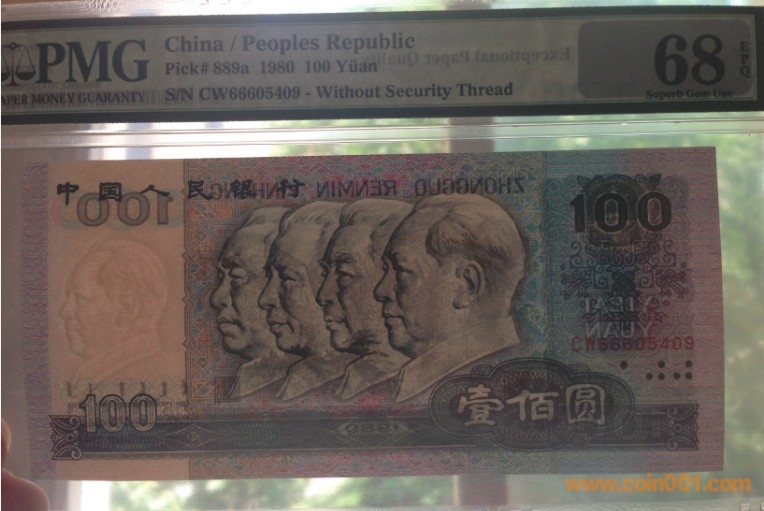 PMG
PAPER MONEY GUARANTY
China / Peoples Republic
Pick# 889a 1980 100 Yüan
S/N CW66605409 - Without Security Thread
Exceptional Paper Quality
68
EPQ
Superb Gem Unc
中国人民银行
ZHONGGUO RENMIN YINHANG
100
100
YUAN
CW66605409
100
壹佰圆
www.coin001.com